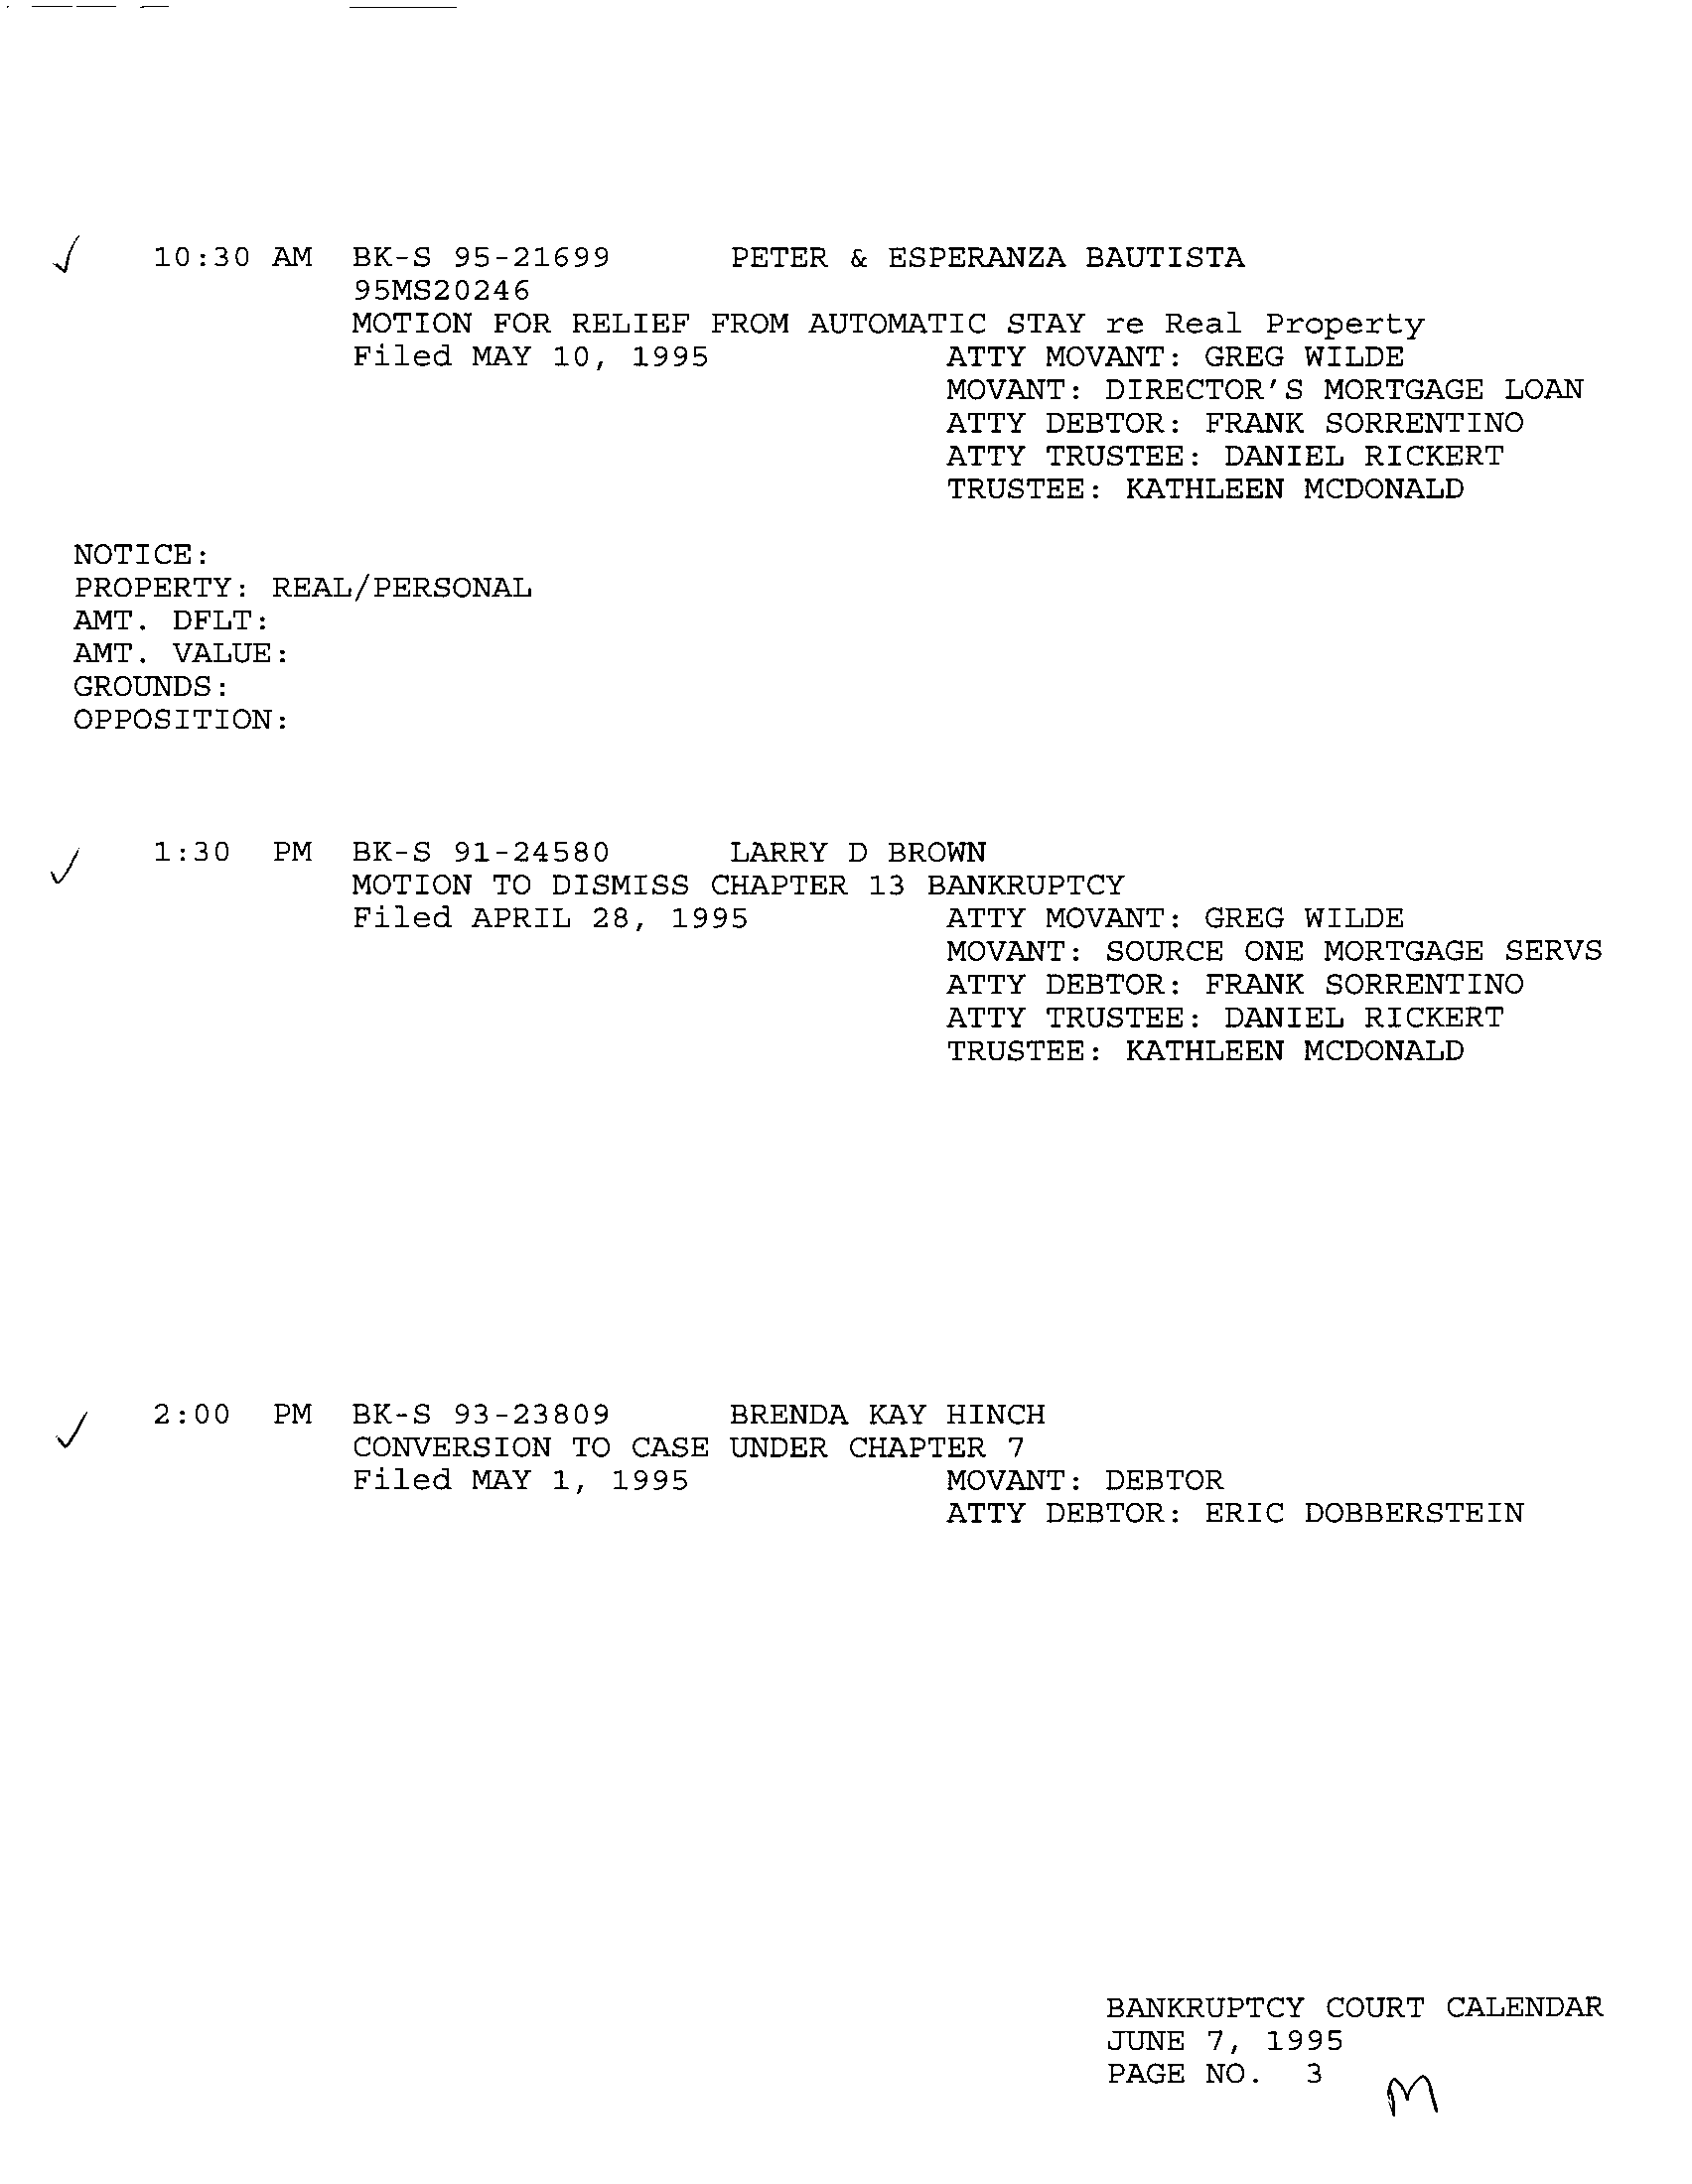 10:30 AM BK-S 95-21699 PETER & ESPERANZA BAUTISTA
95MS20246
MOTION FOR RELIEF FROM AUTOMATIC STAY re Real Property
Filed MAY 10, 1995 ATTY MOVANT: GREG WILDE
MOVANT: DIRECTOR'S MORTGAGE LOAN
ATTY DEBTOR: FRANK SORRENTINO
ATTY TRUSTEE: DANIEL RICKERT
TRUSTEE: KATHLEEN MCDONALD
NOTICE:
PROPERTY: REAL/PERSONAL
AMT. DFLT:
AMT. VALUE:
GROUNDS:
OPPOSITION:
1:30 PM BK-S 91-24580 LARRY D BROWN
MOTION TO DISMISS CHAPTER 13 BANKRUPTCY
Filed APRIL 28, 1995 ATTY MOVANT: GREG WILDE
MOVANT: SOURCE ONE MORTGAGE SERVS
ATTY DEBTOR: FRANK SORRENTINO
ATTY TRUSTEE: DANIEL RICKERT
TRUSTEE: KATHLEEN MCDONALD
2:00 PM BK-S 93-23809 BRENDA KAY HINCH
CONVERSION TO CASE UNDER CHAPTER 7
Filed MAY 1, 1995 MOVANT: DEBTOR
ATTY DEBTOR: ERIC DOBBERSTEIN
BANKRUPTCY COURT CALENDAR
JUNE 7, 1995
PAGE NO. 3
M